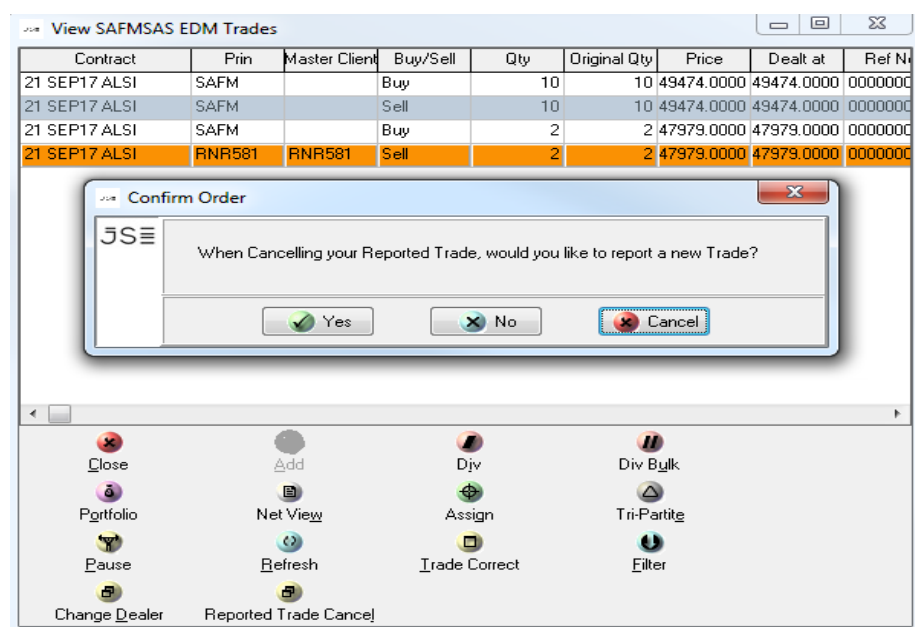 JSE View SAFMSAS EDM Trades
Contract Prin Master Client Buy/Sell Qty Original Qty Price Dealt at Ref N
21 SEP17 ALSI SAFM Buy 10 10 49474.0000 49474.0000 0000000
21 SEP17 ALSI SAFM Sell 10 10 49474.0000 49474.0000 0000000
21 SEP17 ALSI SAFM Buy 2 2 47979.0000 47979.0000 0000000
21 SEP17 ALSI RNR581 RNR581 Sell 2 2 47979.0000 47979.0000 0000000
JSE Confirm Order
JSE
When Cancelling your Reported Trade, would you like to report a new Trade?
Yes No Cancel
Close Add Div Div Bulk
Portfolio Net View Assign Tri-Partite
Pause Refresh Trade Correct Filter
Change Dealer Reported Trade Cancel